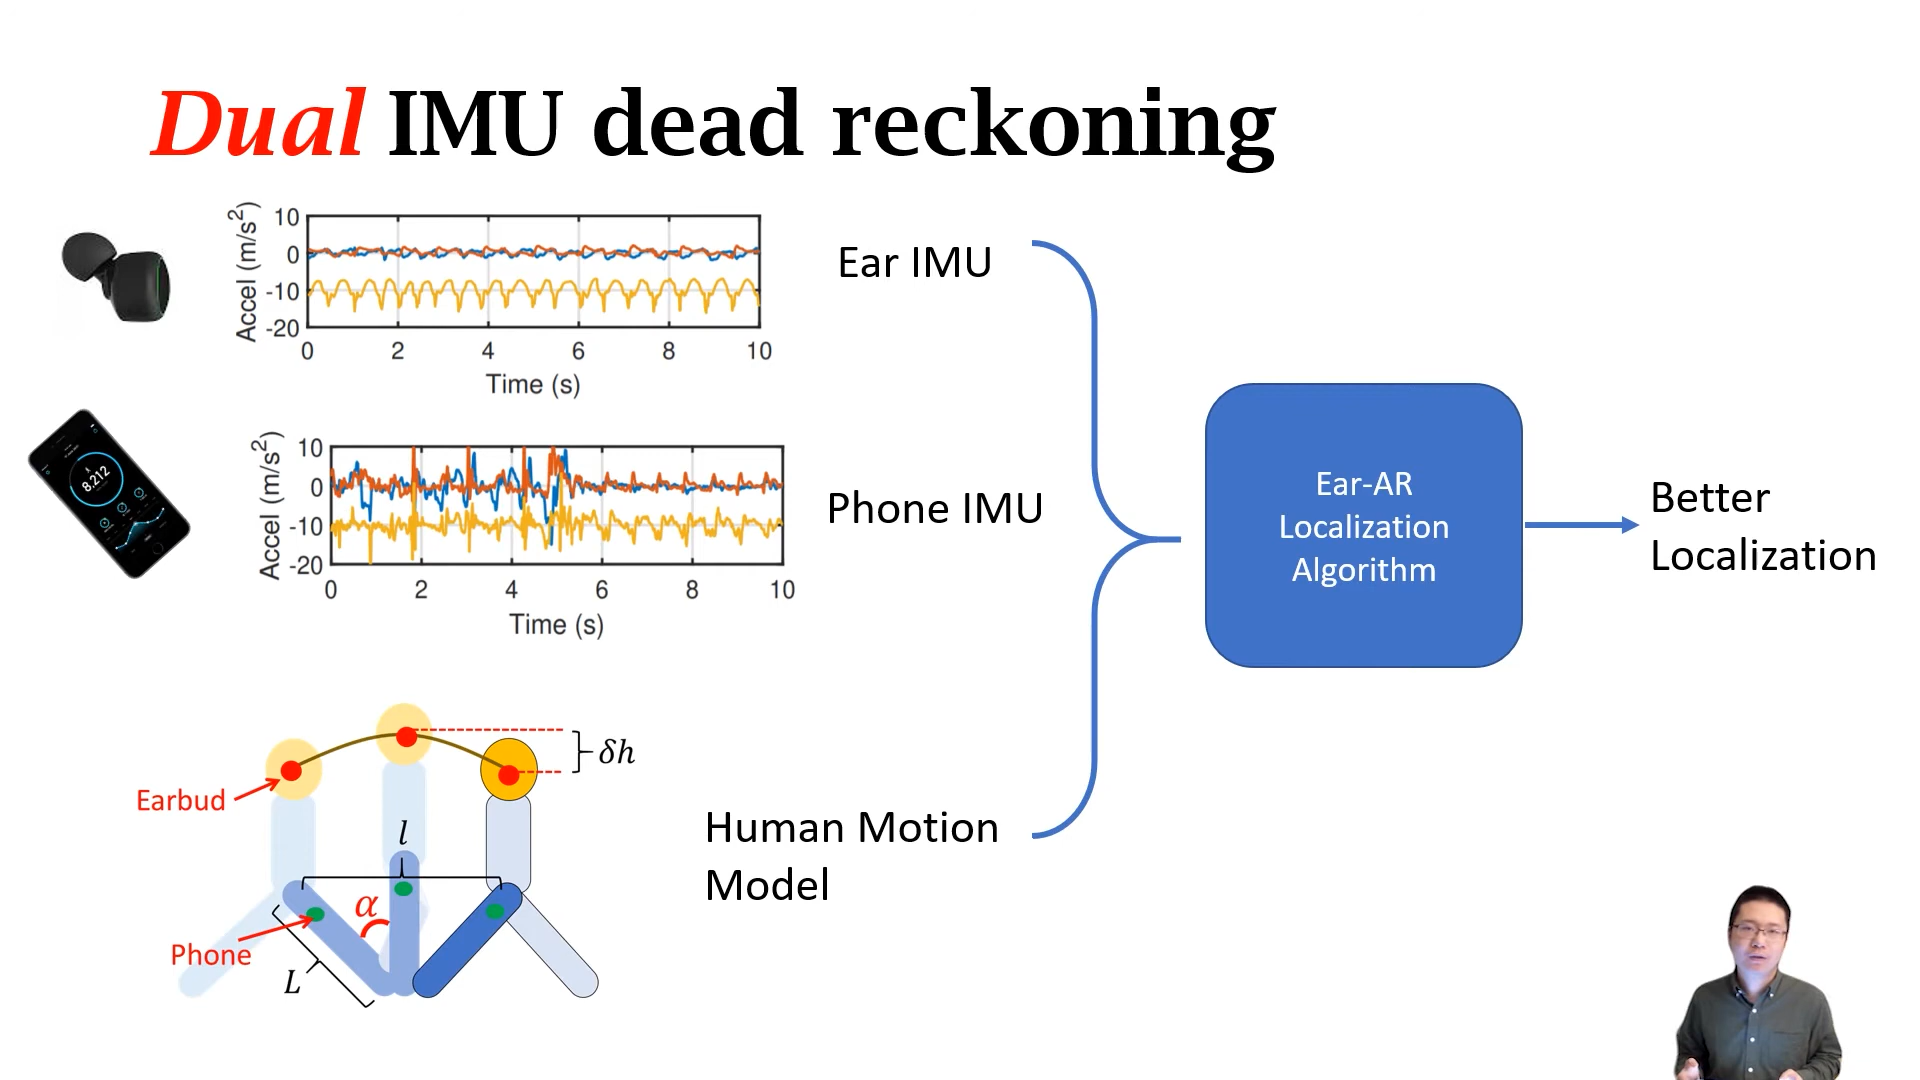 Dual IMU dead reckoning
Accel (m/s²)
10
0
-10
-20
0 2 4 6 8 10
Time (s)
Ear IMU
8,212
Accel (m/s²)
10
0
-10
-20
0 2 4 6 8 10
Time (s)
Phone IMU
Ear-AR
Localization
Algorithm
Better
Localization
δh
Earbud
l
α
Phone
L
Human Motion
Model